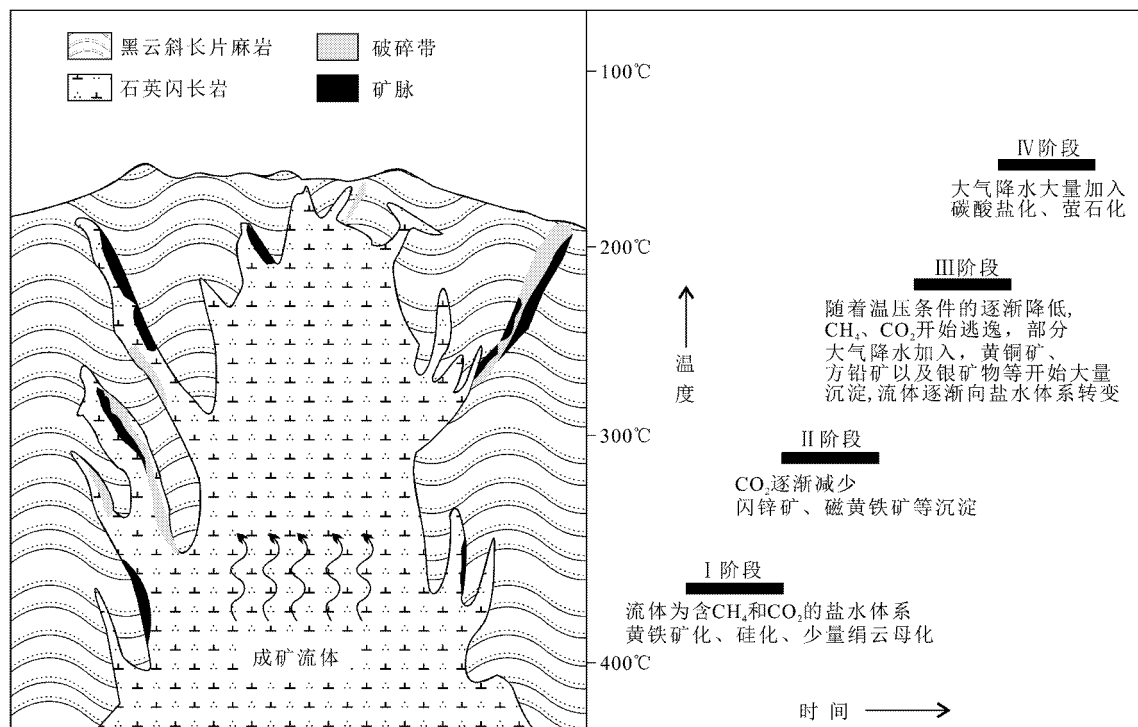 黑云斜长片麻岩
破碎带
石英闪长岩
矿脉
100℃
200℃
300℃
400℃
温度
时间
成矿流体
Ⅳ阶段
大气降水大量加入
碳酸盐化、萤石化
Ⅲ阶段
随着温压条件的逐渐降低,
CH₄、CO₂开始逃逸，部分
大气降水加入，黄铜矿、
方铅矿以及银矿物等开始大量
沉淀,流体逐渐向盐水体系转变
Ⅱ阶段
CO₂逐渐减少
闪锌矿、磁黄铁矿等沉淀
Ⅰ阶段
流体为含CH₄和CO₂的盐水体系
黄铁矿化、硅化、少量绢云母化